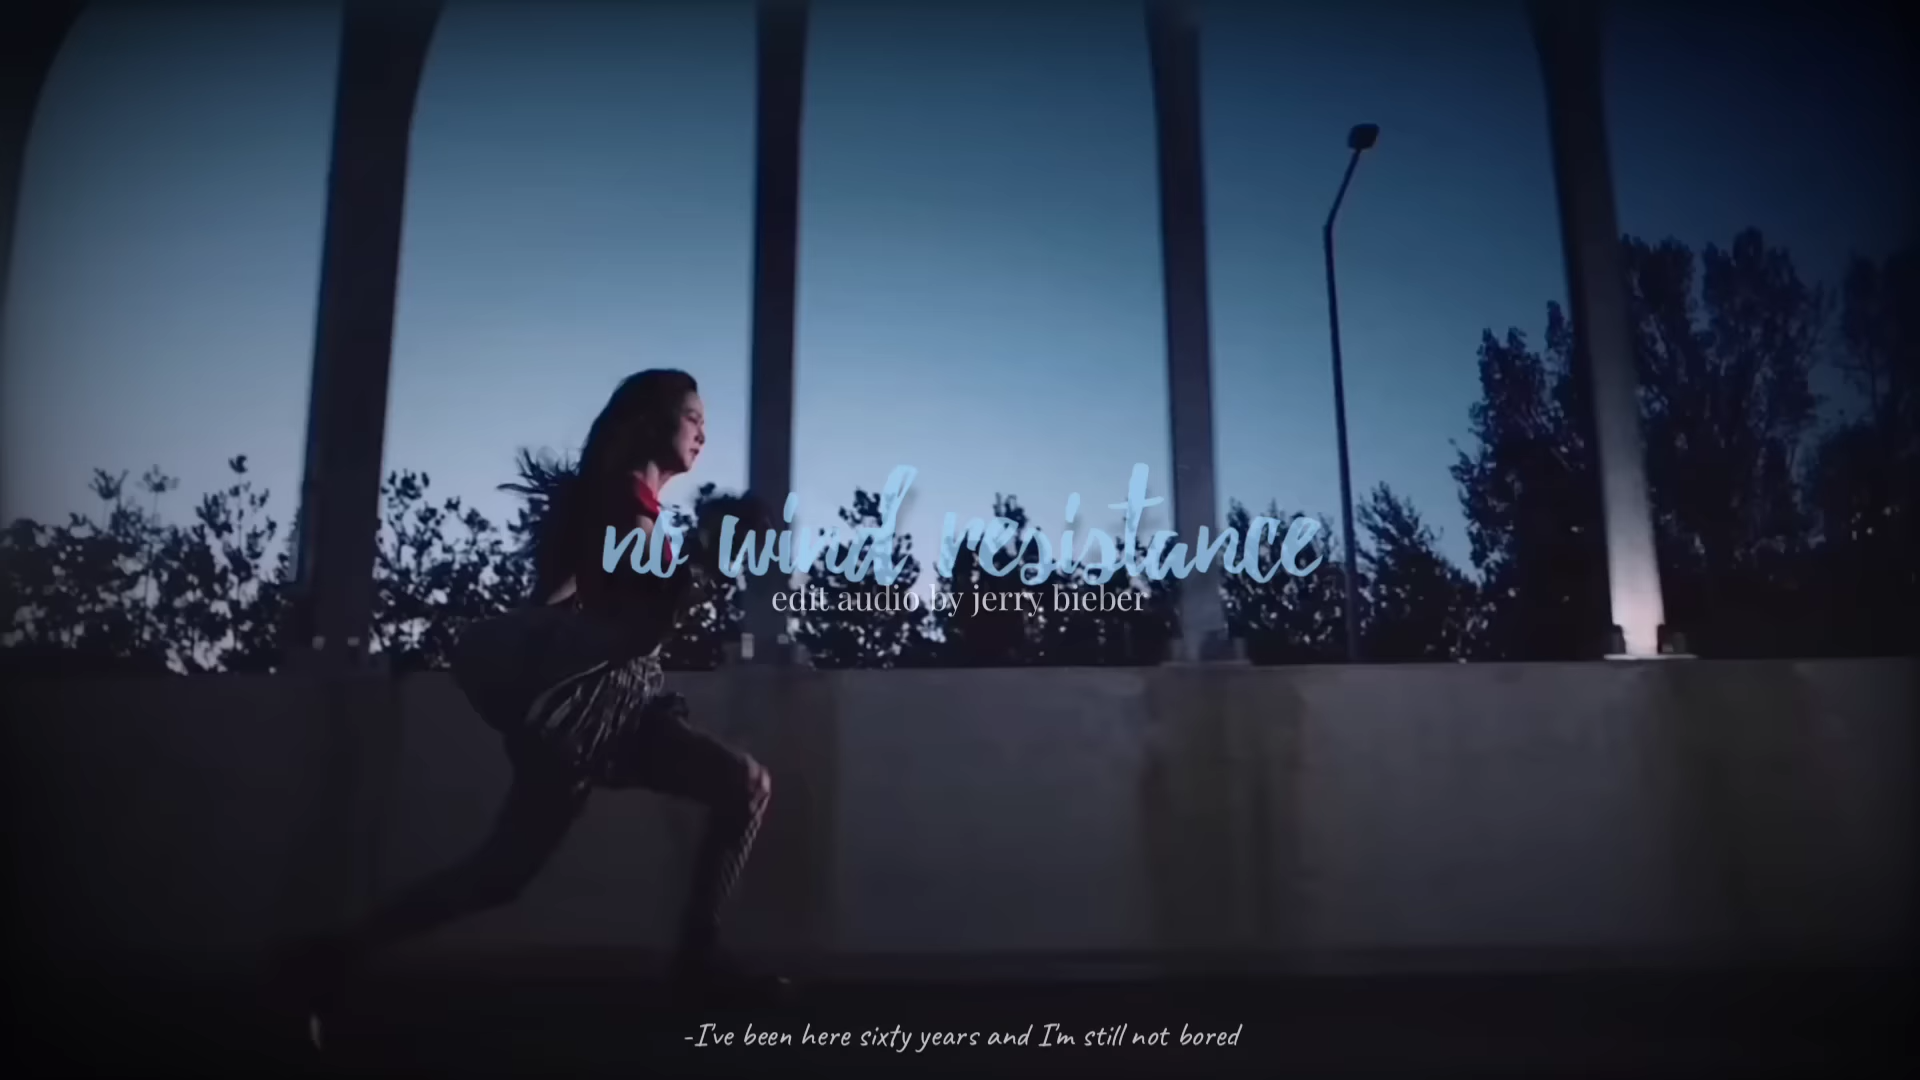 no wind resistance
edit audio by jerry bieber
-I've been here sixty years and I'm still not bored